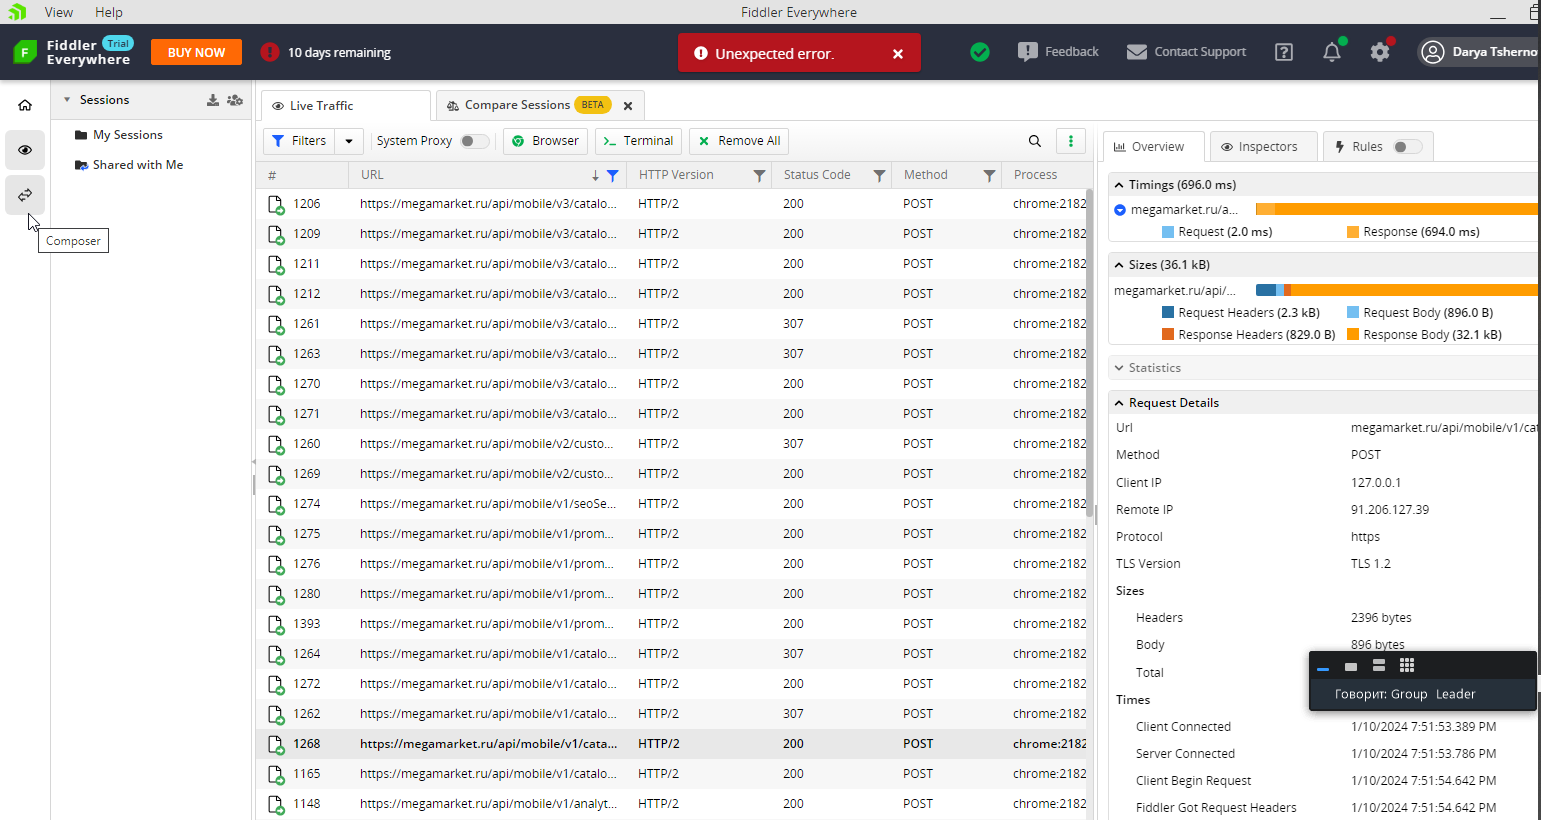 View Help Fiddler Everywhere
Fiddler Trial
Everywhere
BUY NOW
10 days remaining
Unexpected error.
Feedback
Contact Support
Darya Tsherno
Sessions
My Sessions
Shared with Me
Composer
Live Traffic
Compare Sessions BETA
Filters
System Proxy
Browser
Terminal
Remove All
# URL HTTP Version Status Code Method Process
1206 https://megamarket.ru/api/mobile/v3/catalo... HTTP/2 200 POST chrome:2182
1209 https://megamarket.ru/api/mobile/v3/catalo... HTTP/2 200 POST chrome:2182
1211 https://megamarket.ru/api/mobile/v3/catalo... HTTP/2 200 POST chrome:2182
1212 https://megamarket.ru/api/mobile/v3/catalo... HTTP/2 200 POST chrome:2182
1261 https://megamarket.ru/api/mobile/v3/catalo... HTTP/2 307 POST chrome:2182
1263 https://megamarket.ru/api/mobile/v3/catalo... HTTP/2 307 POST chrome:2182
1270 https://megamarket.ru/api/mobile/v3/catalo... HTTP/2 200 POST chrome:2182
1271 https://megamarket.ru/api/mobile/v3/catalo... HTTP/2 200 POST chrome:2182
1260 https://megamarket.ru/api/mobile/v2/custo... HTTP/2 307 POST chrome:2182
1269 https://megamarket.ru/api/mobile/v2/custo... HTTP/2 200 POST chrome:2182
1274 https://megamarket.ru/api/mobile/v1/seoSe... HTTP/2 200 POST chrome:2182
1275 https://megamarket.ru/api/mobile/v1/prom... HTTP/2 200 POST chrome:2182
1276 https://megamarket.ru/api/mobile/v1/prom... HTTP/2 200 POST chrome:2182
1280 https://megamarket.ru/api/mobile/v1/prom... HTTP/2 200 POST chrome:2182
1393 https://megamarket.ru/api/mobile/v1/prom... HTTP/2 200 POST chrome:2182
1264 https://megamarket.ru/api/mobile/v1/catalo... HTTP/2 307 POST chrome:2182
1272 https://megamarket.ru/api/mobile/v1/catalo... HTTP/2 200 POST chrome:2182
1262 https://megamarket.ru/api/mobile/v1/catalo... HTTP/2 307 POST chrome:2182
1268 https://megamarket.ru/api/mobile/v1/cata... HTTP/2 200 POST chrome:2182
1165 https://megamarket.ru/api/mobile/v1/catalo... HTTP/2 200 POST chrome:2182
1148 https://megamarket.ru/api/mobile/v1/analyt... HTTP/2 200 POST chrome:2182
Overview
Inspectors
Rules
Timings (696.0 ms)
megamarket.ru/a...
Request (2.0 ms) Response (694.0 ms)
Sizes (36.1 kB)
megamarket.ru/api/...
Request Headers (2.3 kB) Request Body (896.0 B)
Response Headers (829.0 B) Response Body (32.1 kB)
Statistics
Request Details
Url megamarket.ru/api/mobile/v1/cat
Method POST
Client IP 127.0.0.1
Remote IP 91.206.127.39
Protocol https
TLS Version TLS 1.2
Sizes
Headers 2396 bytes
Body 896 bytes
Total
Говорит: Group Leader
Times
Client Connected 1/10/2024 7:51:53.389 PM
Server Connected 1/10/2024 7:51:53.786 PM
Client Begin Request 1/10/2024 7:51:54.642 PM
Fiddler Got Request Headers 1/10/2024 7:51:54.642 PM